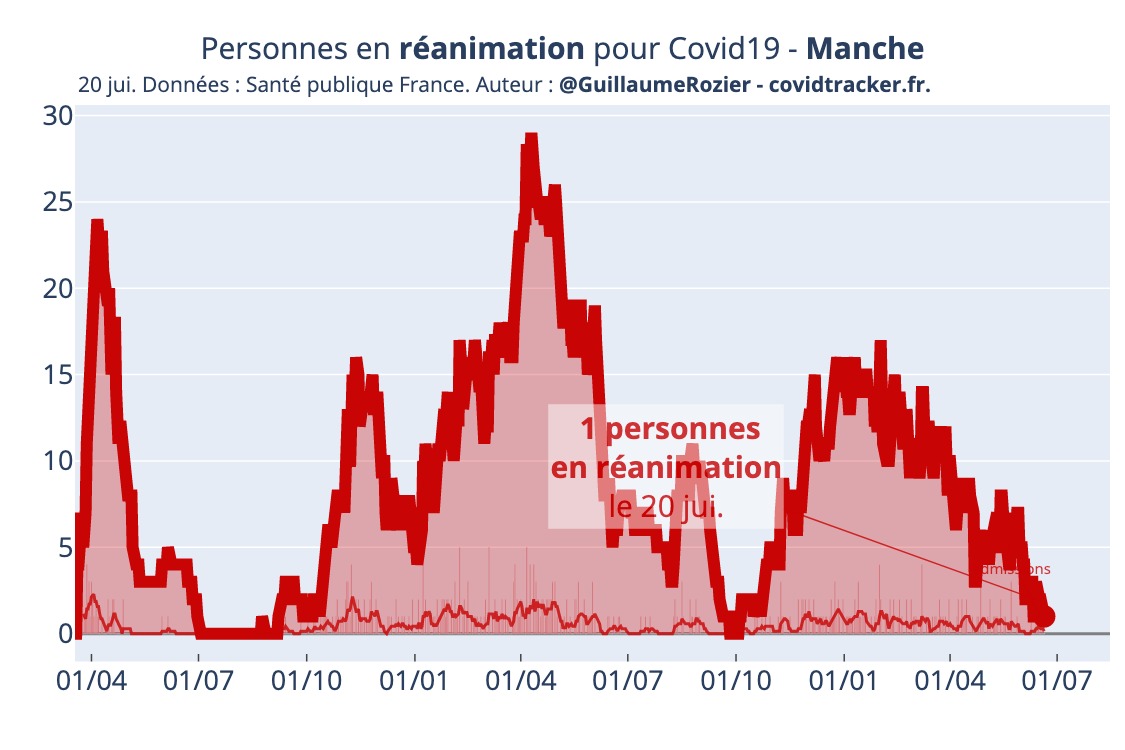 Personnes en réanimation pour Covid19 - Manche
20 jui. Données : Santé publique France. Auteur : @GuillaumeRozier - covidtracker.fr.
30
25
20
15
10
5
0
1 personnes
en réanimation
le 20 jui.
01/04 01/07 01/10 01/01 01/04 01/07 01/10 01/01 01/04 01/07